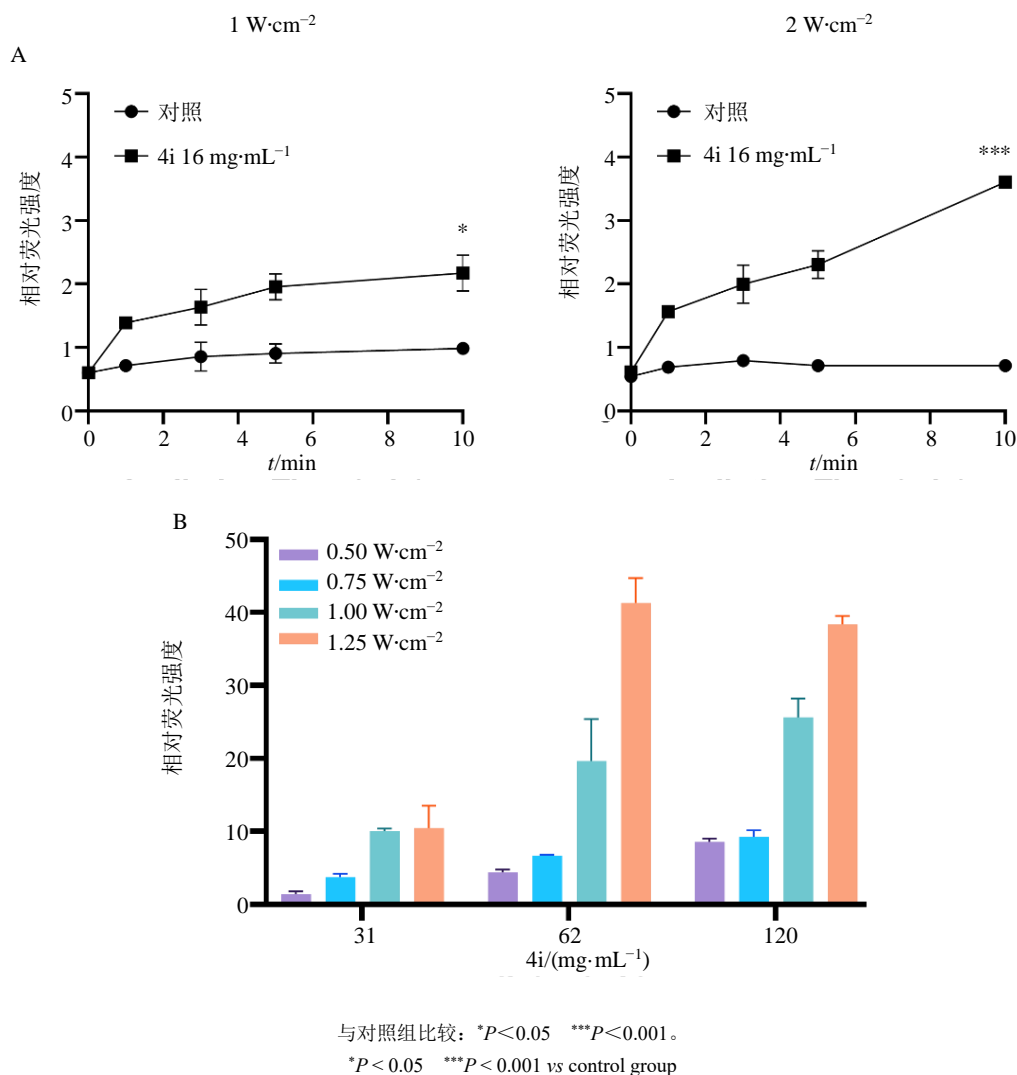 1 W·cm⁻²
2 W·cm⁻²
A
5
4
3
2
1
0
相对荧光强度
对照
4i 16 mg·mL⁻¹
*
0 2 4 6 8 10
t/min
5
4
3
2
1
0
相对荧光强度
对照
4i 16 mg·mL⁻¹
***
0 2 4 6 8 10
t/min
B
50
40
30
20
10
0
相对荧光强度
0.50 W·cm⁻²
0.75 W·cm⁻²
1.00 W·cm⁻²
1.25 W·cm⁻²
31 62 120
4i/(mg·mL⁻¹)
与对照组比较：*P＜0.05 ***P＜0.001。
*P < 0.05 ***P < 0.001 vs control group